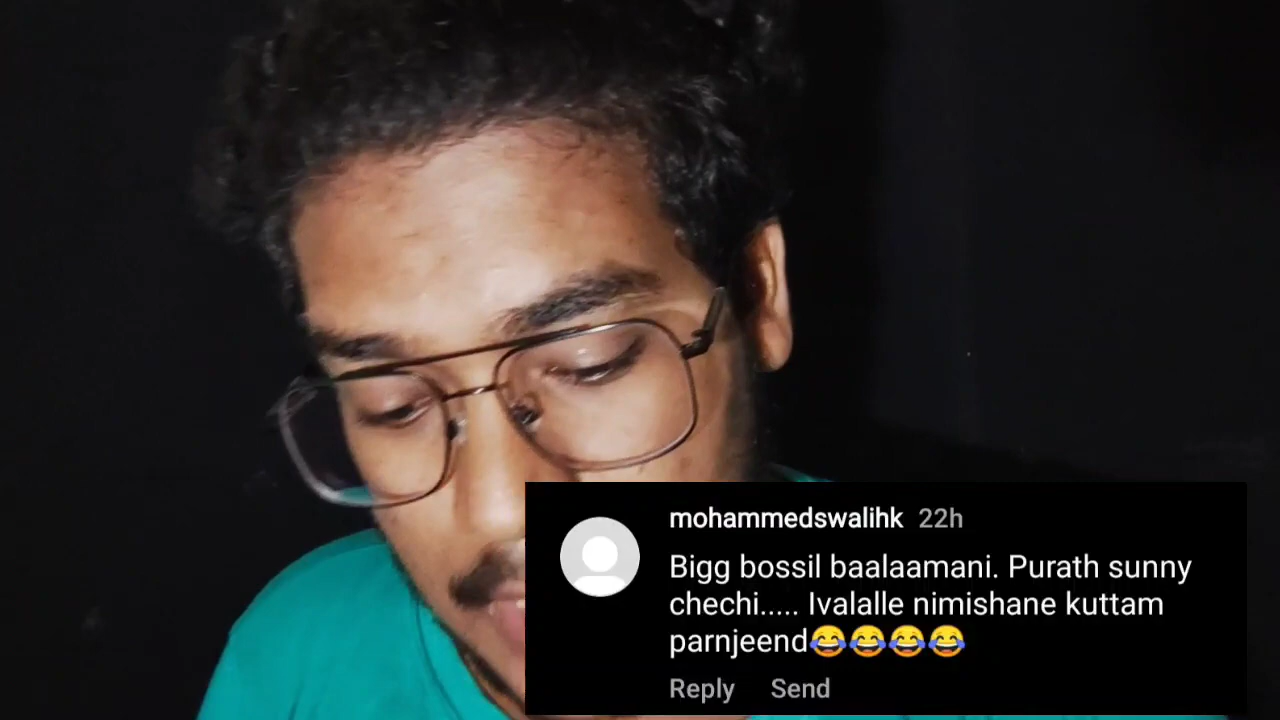 mohammedswalihk 22h
Bigg bossil baalaamani. Purath sunny
chechi..... Ivalalle nimishane kuttam
parnjeend😂😂😂😂
Reply Send